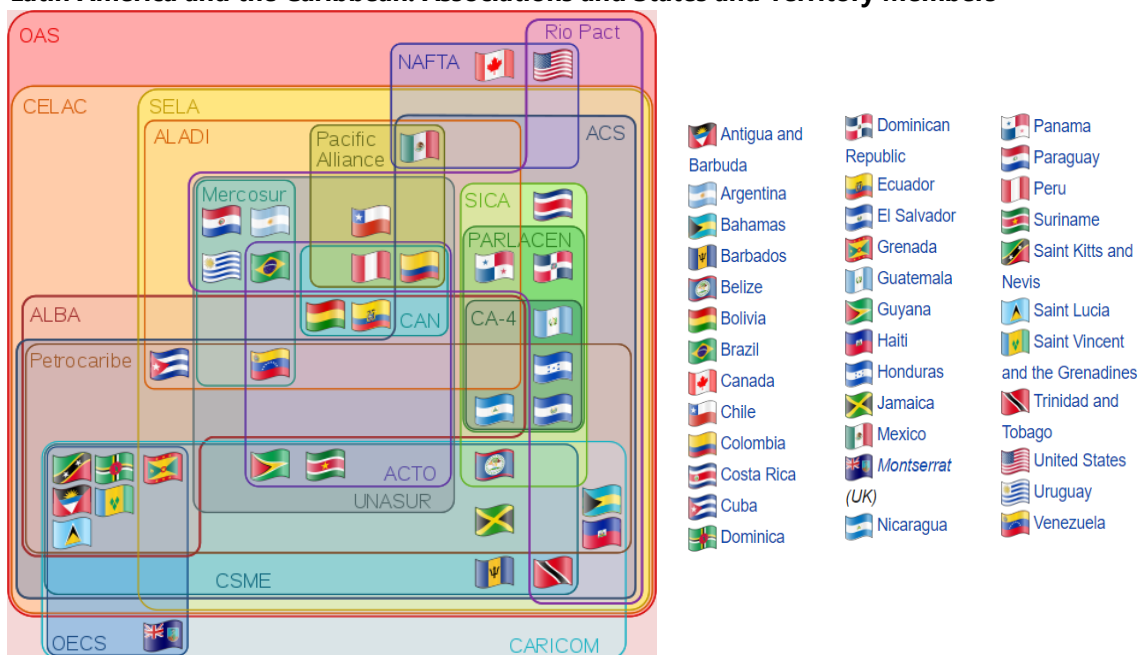 Latin America and the Caribbean: Associations and States and Territory Members
OAS
Rio Pact
NAFTA
CELAC
SELA
ALADI
Pacific
Alliance
ACS
Mercosur
SICA
PARLACEN
ALBA
CAN
CA-4
Petrocaribe
ACTO
UNASUR
CSME
OECS
CARICOM
Antigua and
Barbuda
Argentina
Bahamas
Barbados
Belize
Bolivia
Brazil
Canada
Chile
Colombia
Costa Rica
Cuba
Dominica
Dominican
Republic
Ecuador
El Salvador
Grenada
Guatemala
Guyana
Haiti
Honduras
Jamaica
Mexico
Montserrat
(UK)
Nicaragua
Panama
Paraguay
Peru
Suriname
Saint Kitts and
Nevis
Saint Lucia
Saint Vincent
and the Grenadines
Trinidad and
Tobago
United States
Uruguay
Venezuela